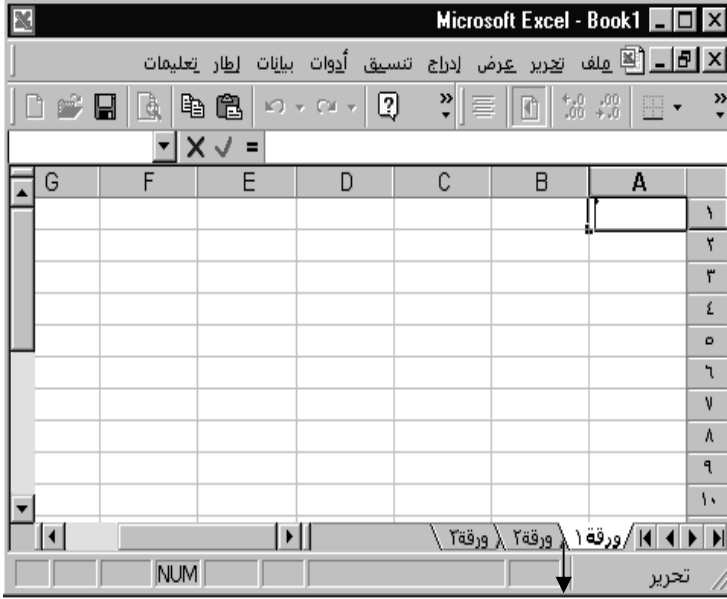 Microsoft Excel - Book1
ملف تحرير عرض إدراج تنسيق أدوات بيانات إطار تعليمات
=
A B C D E F G
١
٢
٣
٤
٥
٦
٧
٨
٩
١٠
ورقة١ ورقة٢ ورقة٣
تحرير NUM